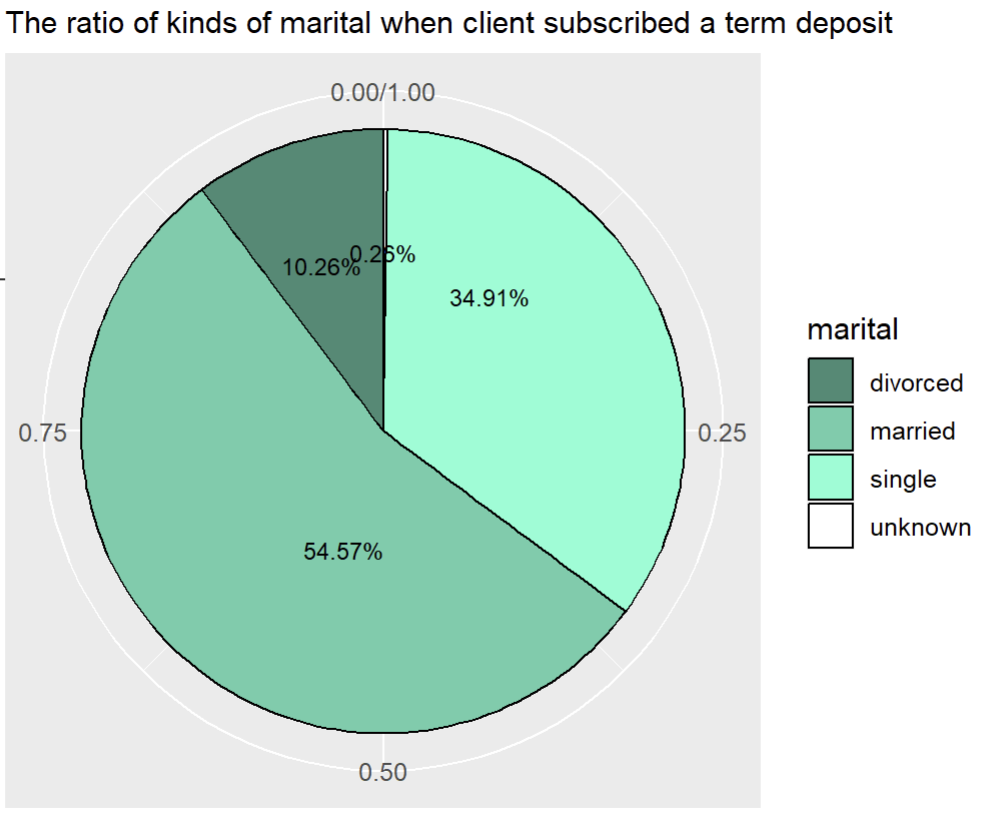 The ratio of kinds of marital when client subscribed a term deposit
0.00/1.00
0.26%
10.26%
34.91%
0.75
0.25
54.57%
0.50
marital
divorced
married
single
unknown